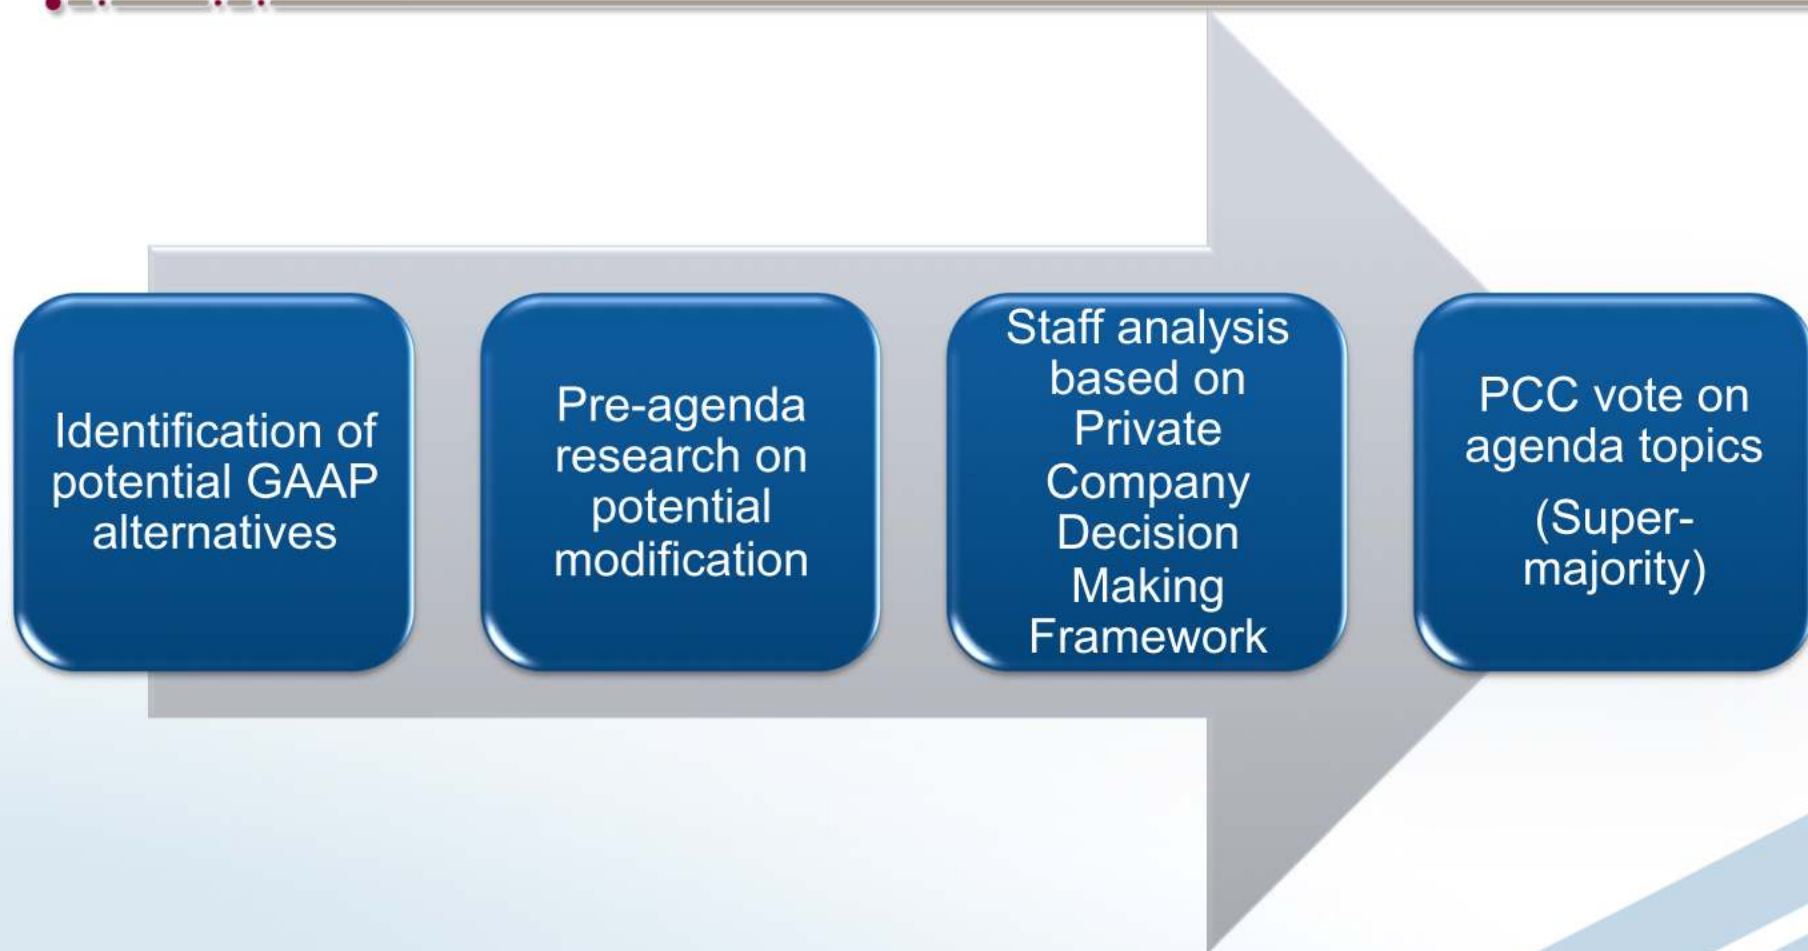 Identification of
potential GAAP
alternatives
Pre-agenda
research on
potential
modification
Staff analysis
based on
Private
Company
Decision
Making
Framework
PCC vote on
agenda topics
(Super-
majority)